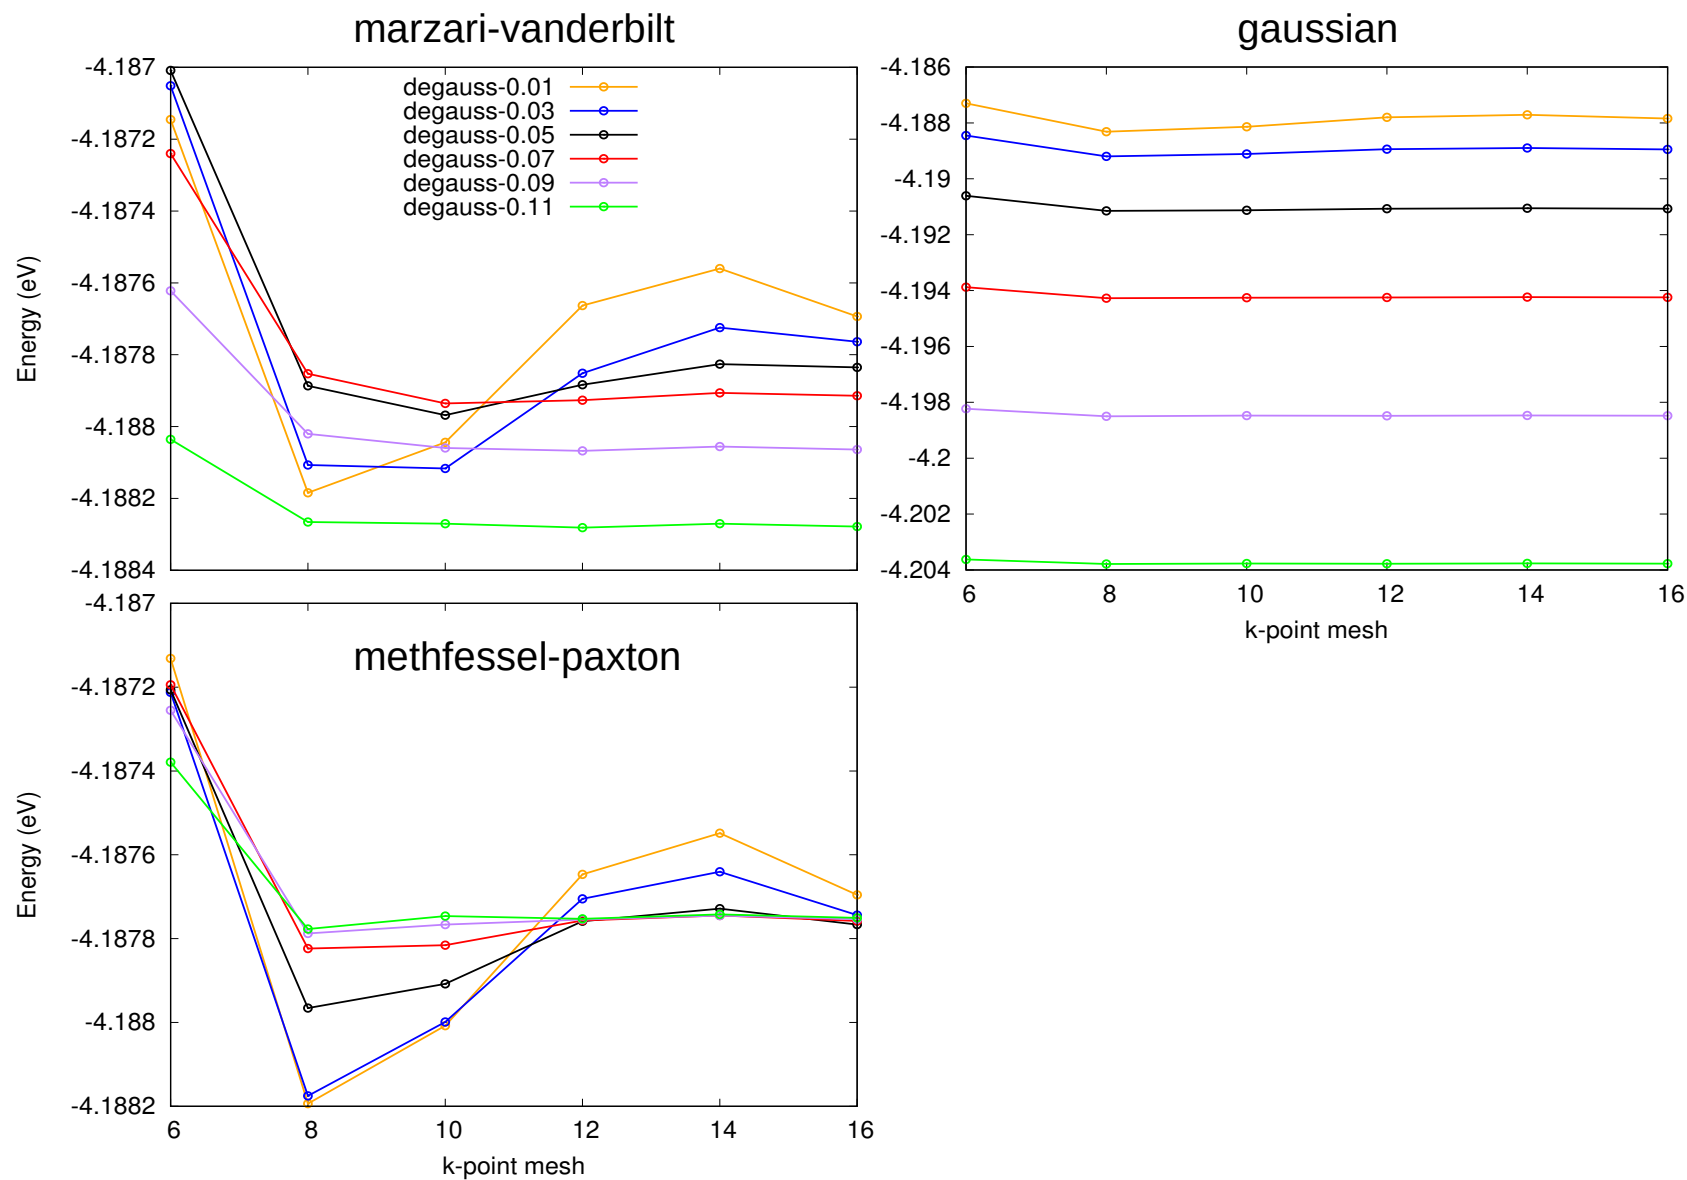 marzari-vanderbilt
Energy (eV)
-4.187
-4.1872
-4.1874
-4.1876
-4.1878
-4.188
-4.1882
-4.1884
degauss-0.01
degauss-0.03
degauss-0.05
degauss-0.07
degauss-0.09
degauss-0.11
gaussian
-4.186
-4.188
-4.19
-4.192
-4.194
-4.196
-4.198
-4.2
-4.202
-4.204
6 8 10 12 14 16
k-point mesh
methfessel-paxton
Energy (eV)
-4.187
-4.1872
-4.1874
-4.1876
-4.1878
-4.188
-4.1882
6 8 10 12 14 16
k-point mesh